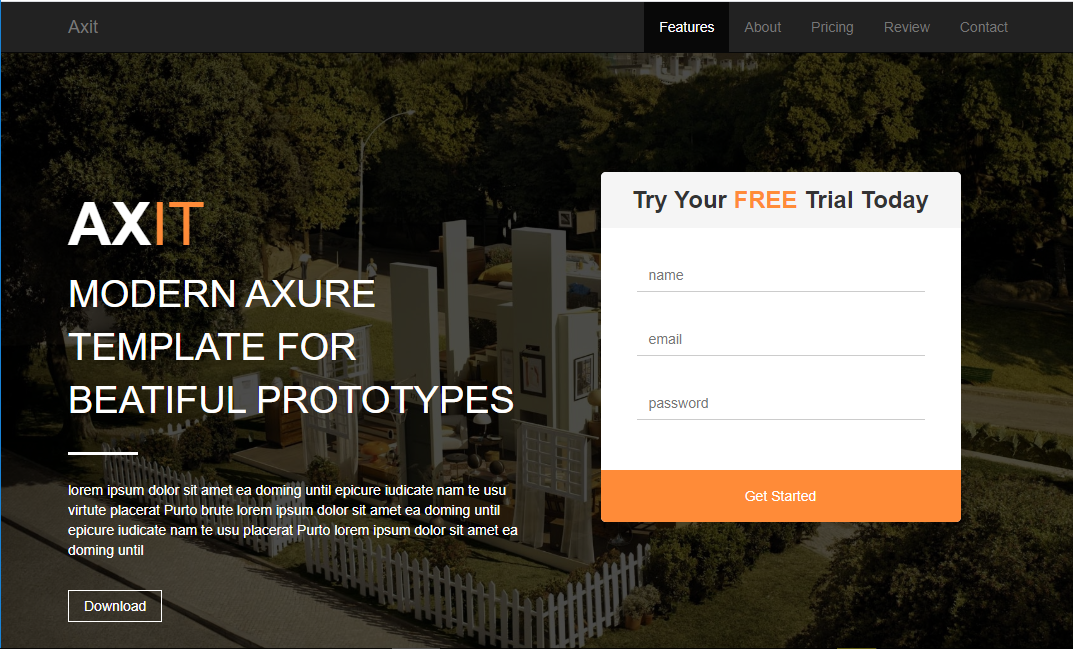 Axit
Features About Pricing Review Contact
AXIT
MODERN AXURE
TEMPLATE FOR
BEATIFUL PROTOTYPES
lorem ipsum dolor sit amet ea doming until epicure iudicate nam te usu
virtute placerat Purto brute lorem ipsum dolor sit amet ea doming until
epicure iudicate nam te usu placerat Purto lorem ipsum dolor sit amet ea
doming until
Download
Try Your FREE Trial Today
name
email
password
Get Started